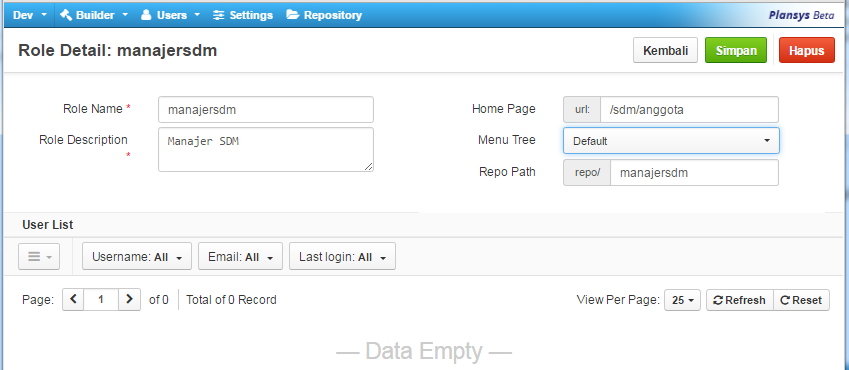 Dev Builder Users Settings Repository Plansys Beta
Role Detail: manajersdm Kembali Simpan Hapus
Role Name * manajersdm Home Page url: /sdm/anggota
Role Description * Manajer SDM Menu Tree Default
Repo Path repo/ manajersdm
User List
Username: All Email: All Last login: All
Page: 1 of 0 Total of 0 Record View Per Page: 25 Refresh Reset
— Data Empty —